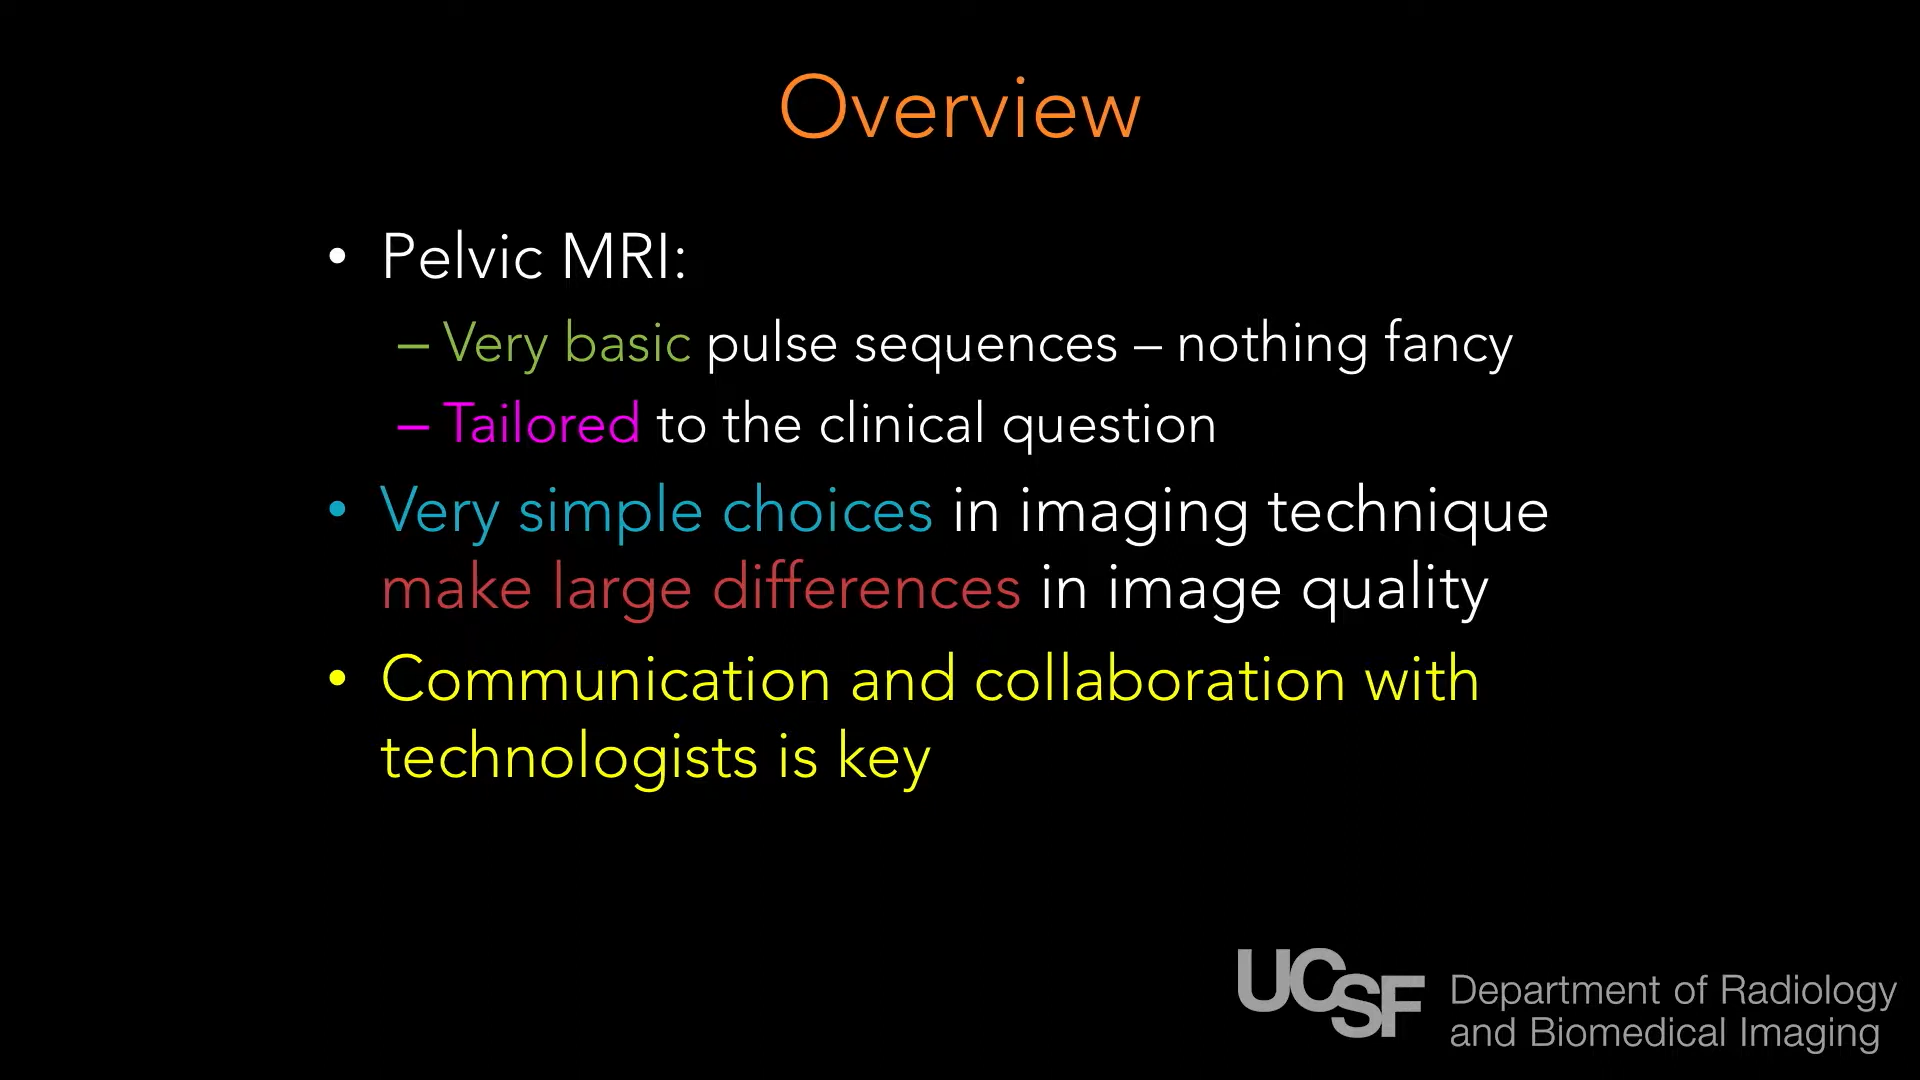 Overview
• Pelvic MRI:
– Very basic pulse sequences – nothing fancy
– Tailored to the clinical question
• Very simple choices in imaging technique
make large differences in image quality
• Communication and collaboration with
technologists is key
UCSF
Department of Radiology
and Biomedical Imaging